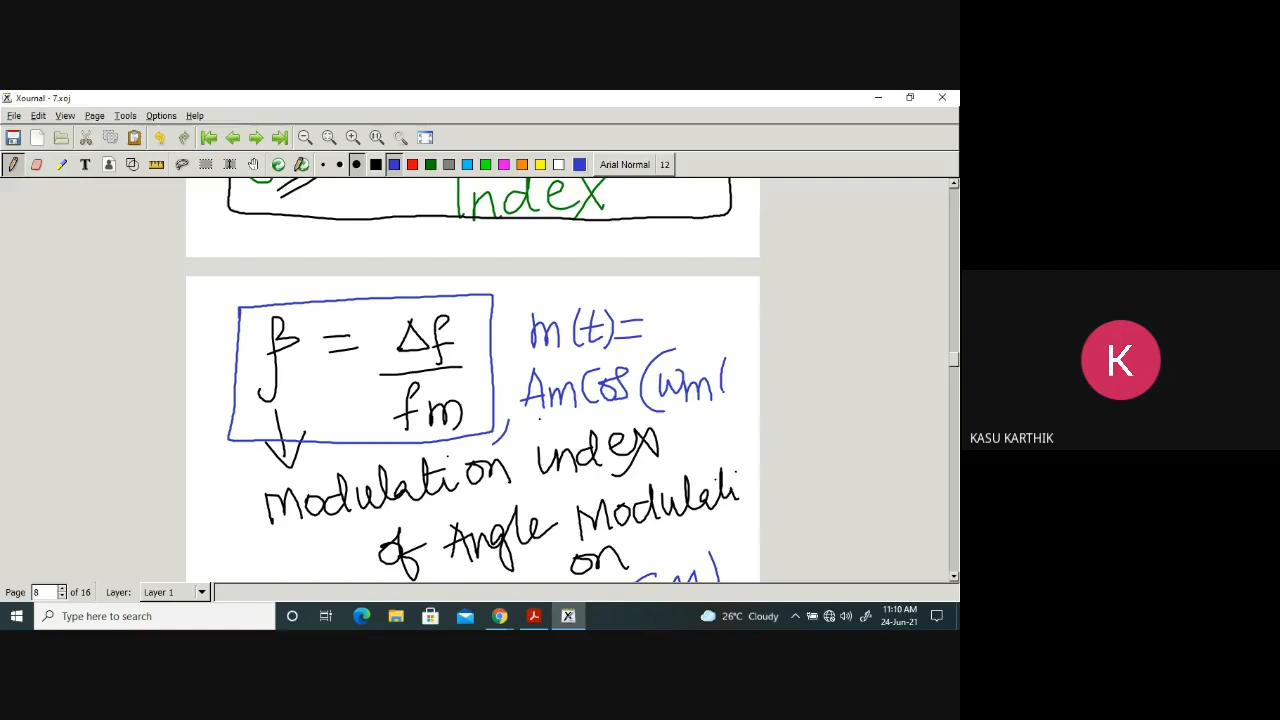 Xournal - 7.xoj
File Edit View Page Tools Options Help
Arial Normal 12
Index
β = Δf
fm
m(t)=
Am Cos (ωm(
,
Modulation index
of Angle Modulati
on
KASU KARTHIK
K
Page 8 of 16 Layer: Layer 1
Type here to search
26°C Cloudy
11:10 AM
24-Jun-21